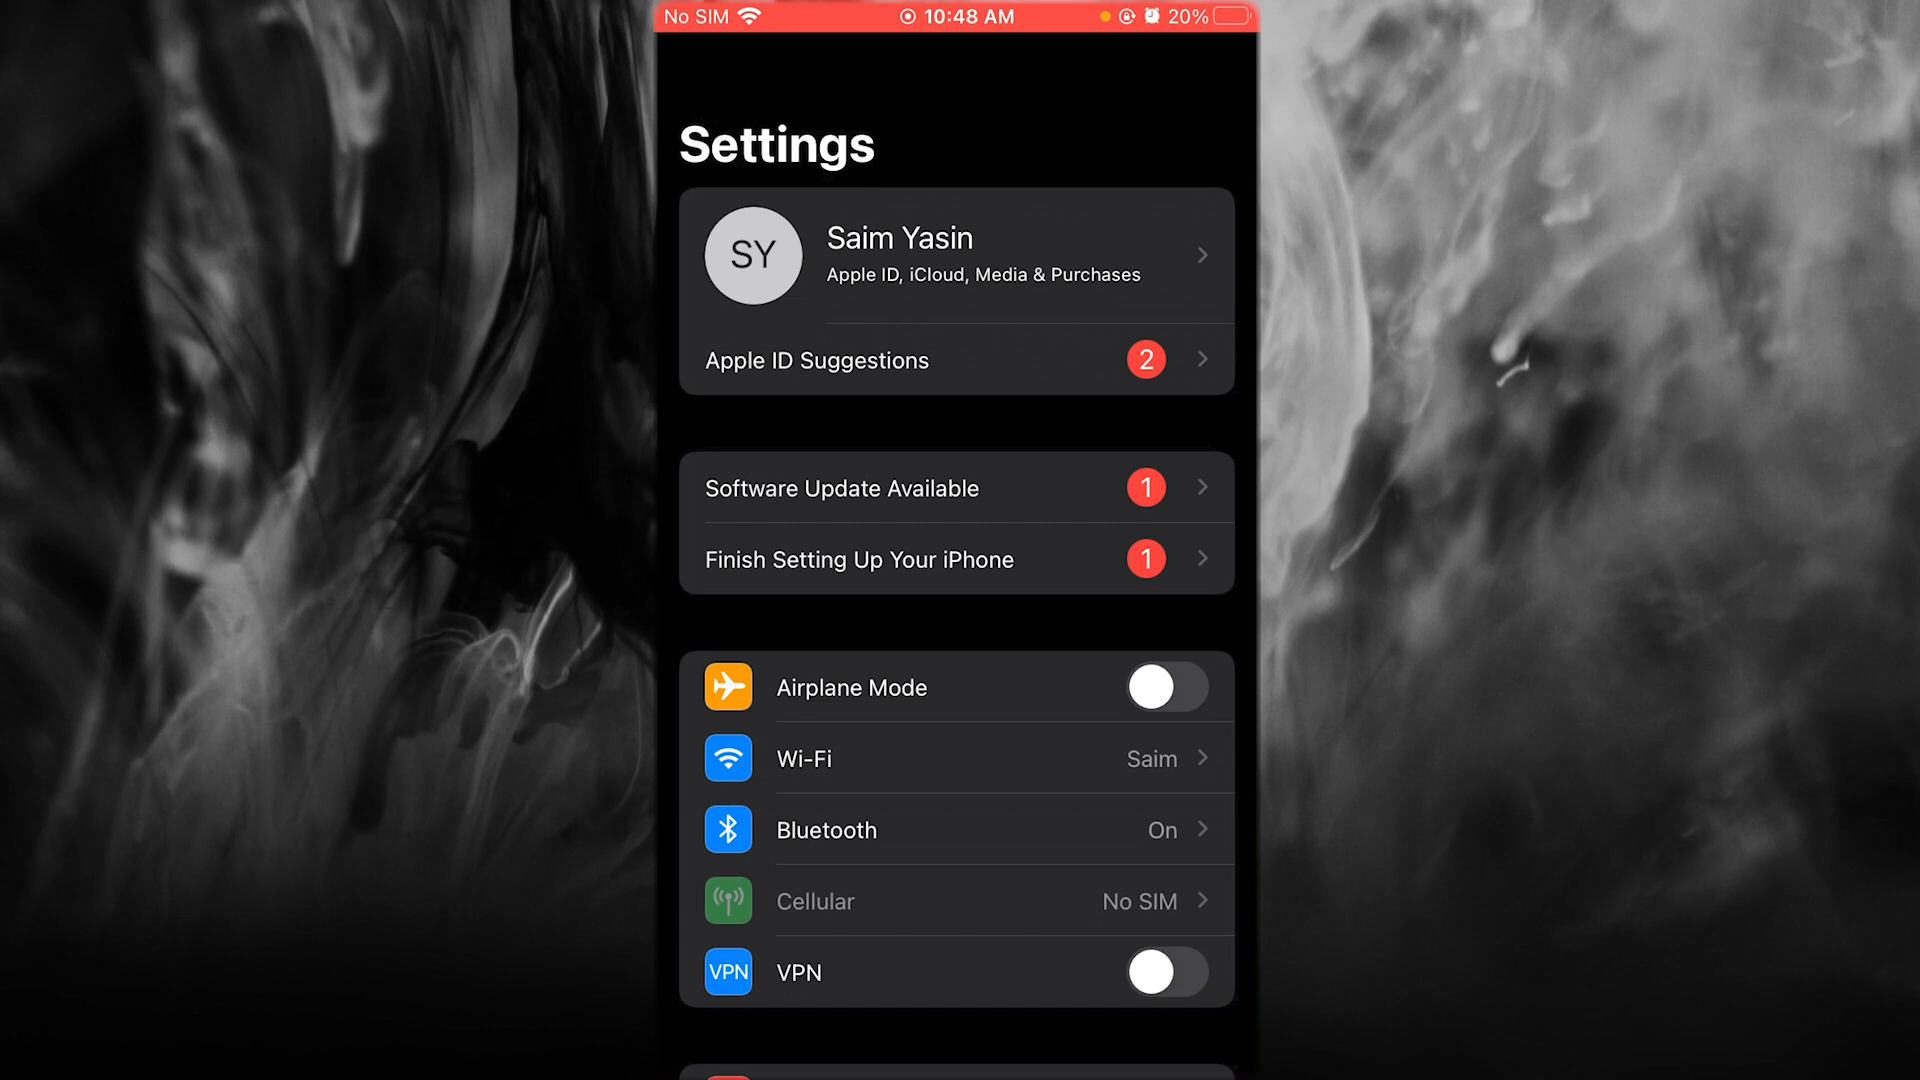 No SIM 10:48 AM 20%
Settings
SY
Saim Yasin
Apple ID, iCloud, Media & Purchases
Apple ID Suggestions 2
Software Update Available 1
Finish Setting Up Your iPhone 1
Airplane Mode
Wi-Fi Saim
Bluetooth On
Cellular No SIM
VPN VPN